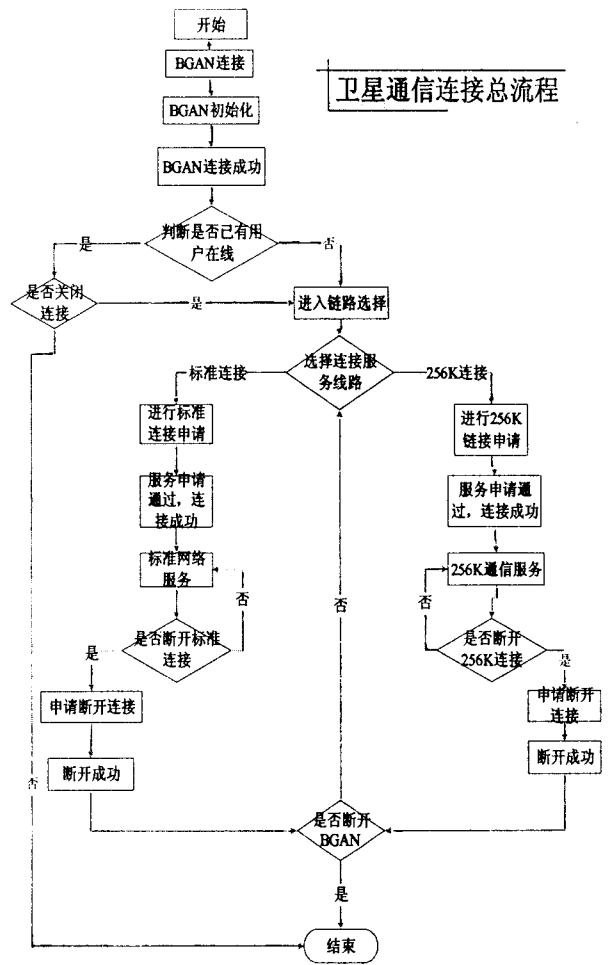 开始
BGAN连接
卫星通信连接总流程
BGAN初始化
BGAN连接成功
判断是否已有用
户在线
是
否
是否关闭
连接
是
进入链路选择
选择连接服
务线路
标准连接
256K连接
进行标准
连接申请
进行256K
链接申请
服务申请
通过，连
接成功
服务申请通
过，连接成功
标准网络
服务
256K通信服务
否
否
否
是否断开标准
连接
是否断开
256K连接
是
是
申请断开连接
申请断开
连接
断开成功
断开成功
否
是否断开
BGAN
是
结束